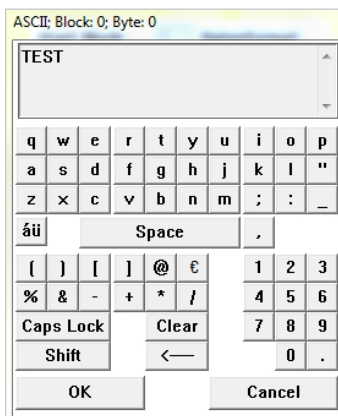 ASCII; Block: 0; Byte: 0
TEST
q w e r t y u i o p
a s d f g h j k l "
z x c v b n m ; : _
áü Space ,
( ) [ ] @ € 1 2 3
% & - + * / 4 5 6
Caps Lock Clear 7 8 9
Shift <— 0 .
OK Cancel